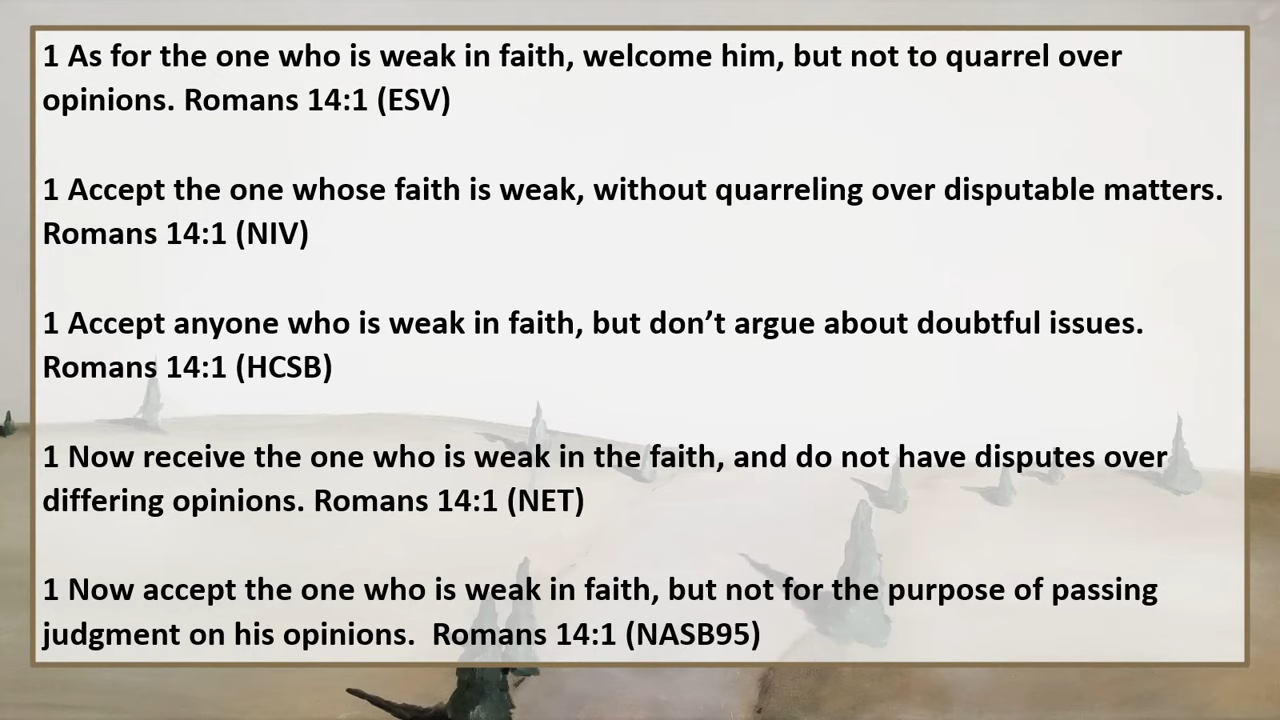 1 As for the one who is weak in faith, welcome him, but not to quarrel over
opinions. Romans 14:1 (ESV)
1 Accept the one whose faith is weak, without quarreling over disputable matters.
Romans 14:1 (NIV)
1 Accept anyone who is weak in faith, but don’t argue about doubtful issues.
Romans 14:1 (HCSB)
1 Now receive the one who is weak in the faith, and do not have disputes over
differing opinions. Romans 14:1 (NET)
1 Now accept the one who is weak in faith, but not for the purpose of passing
judgment on his opinions.  Romans 14:1 (NASB95)